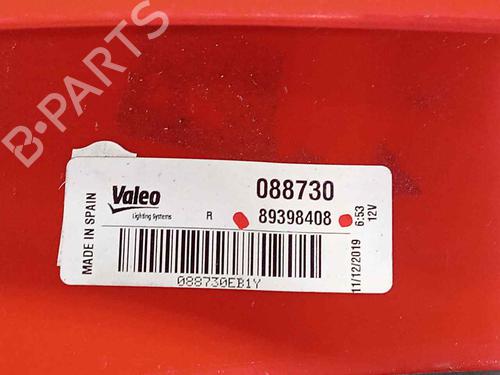 B-PARTS
MADE IN SPAIN
Valeo
Lighting Systems
088730
R 89398408
088730EB1Y
6:53
12V
11/12/2019